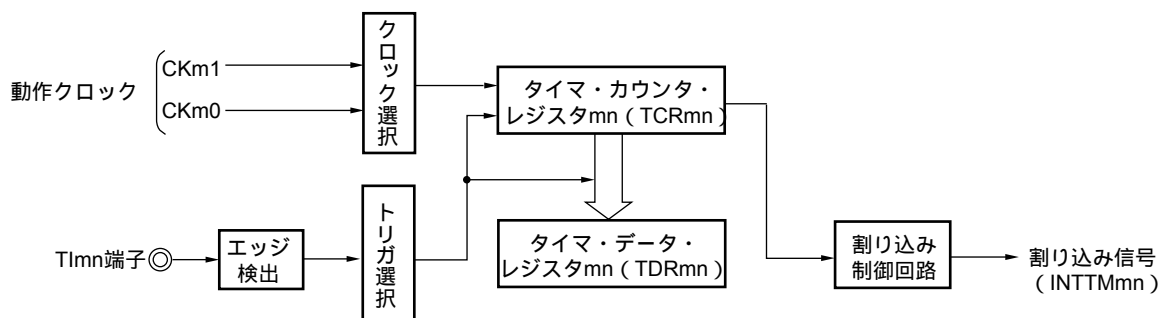 動作クロック
CKm1
CKm0
クロック選択
タイマ・カウンタ・
レジスタmn（TCRmn）
TImn端子
エッジ
検出
トリガ選択
タイマ・データ・
レジスタmn（TDRmn）
割り込み
制御回路
割り込み信号
（INTTMmn）